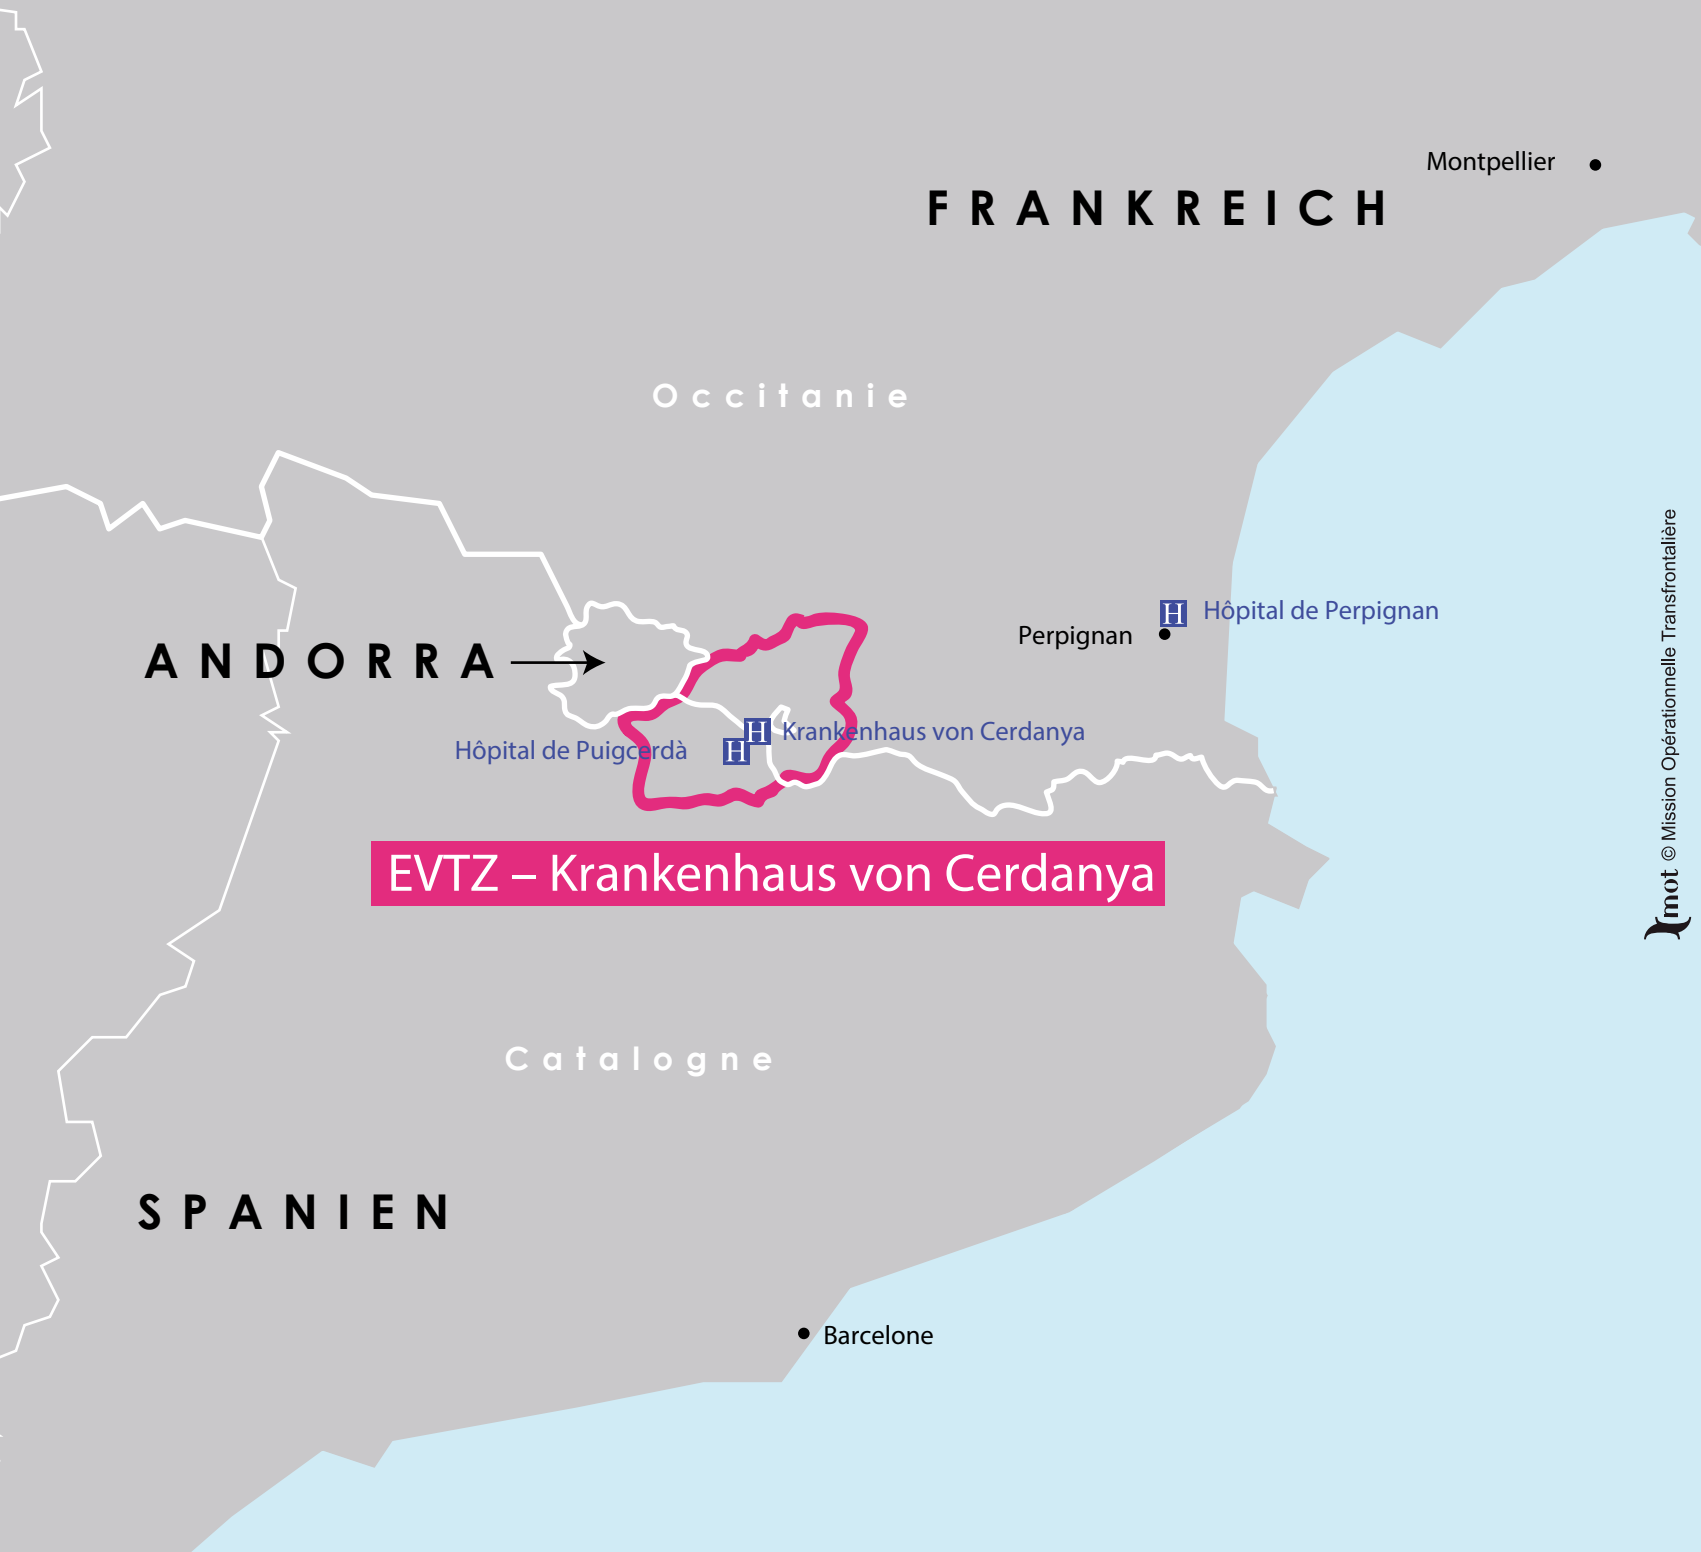 Montpellier
FRANKREICH
Occitanie
Hôpital de Perpignan
Perpignan
ANDORRA
Krankenhaus von Cerdanya
Hôpital de Puigcerdà
H
H
H
EVTZ – Krankenhaus von Cerdanya
Catalogne
SPANIEN
Barcelone
mot © Mission Opérationnelle Transfrontalière